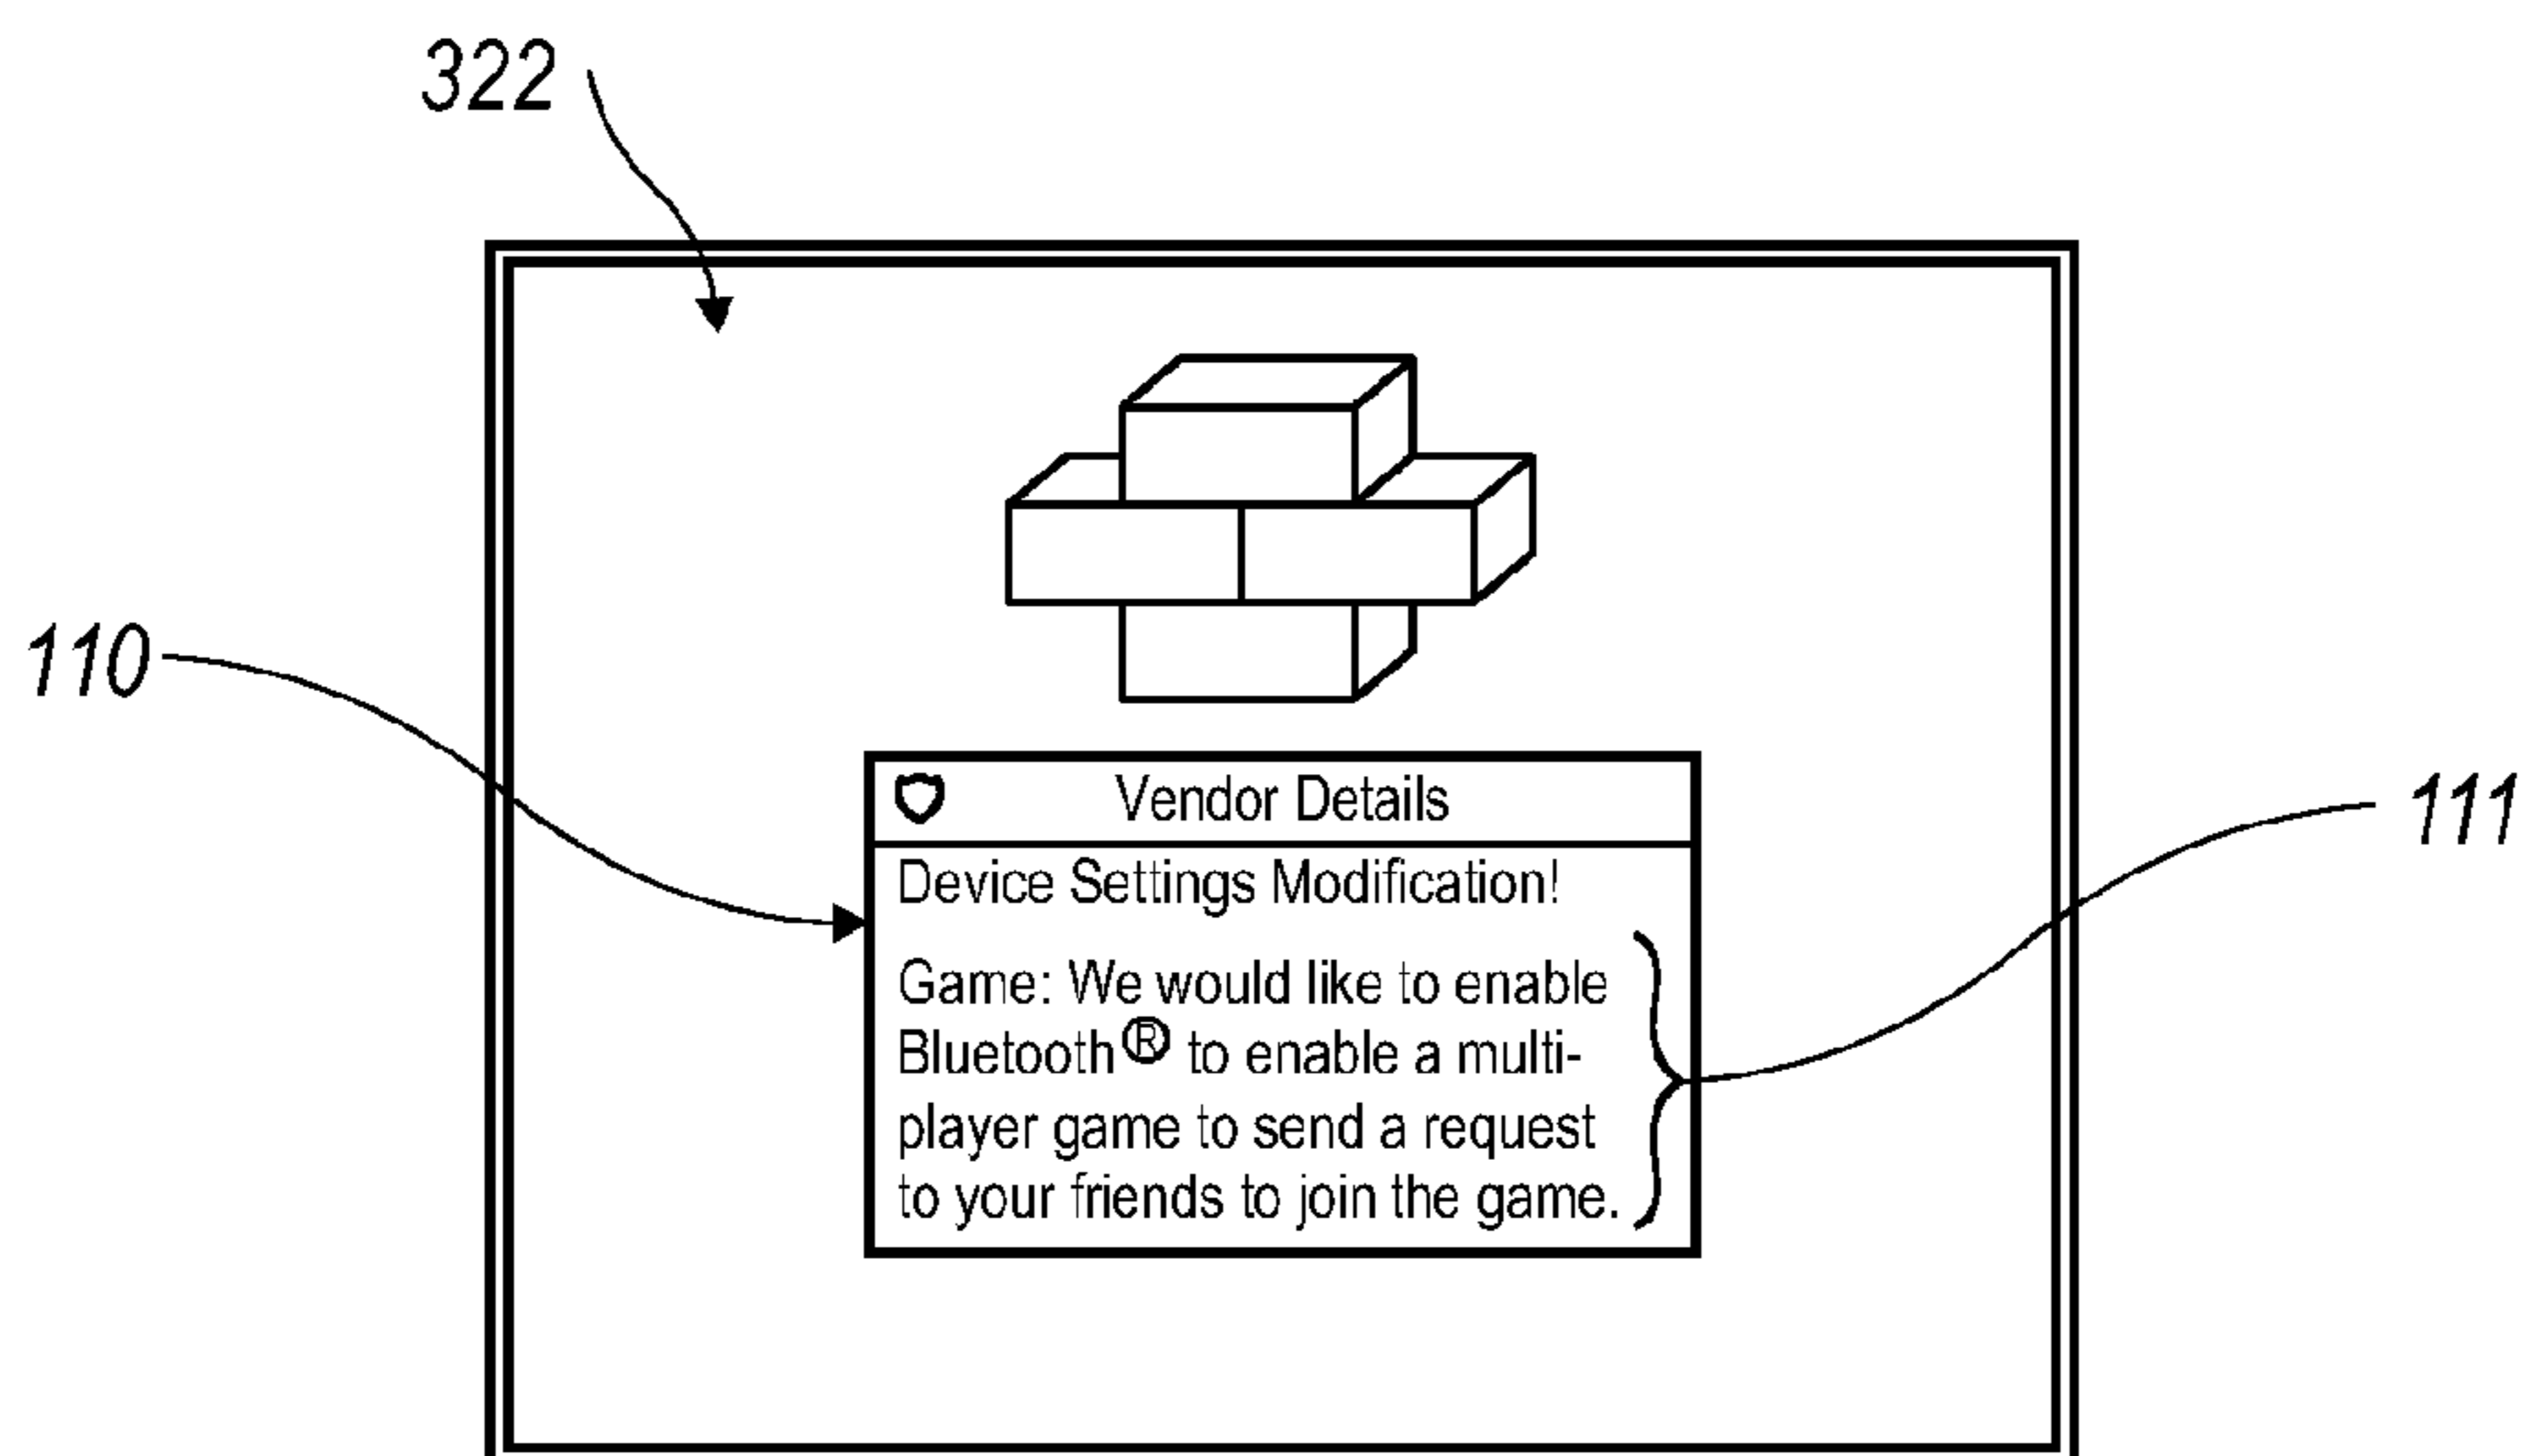 322
110
Vendor Details
111
Device Settings Modification!
Game: We would like to enable
Bluetooth® to enable a multi-
player game to send a request
to your friends to join the game.